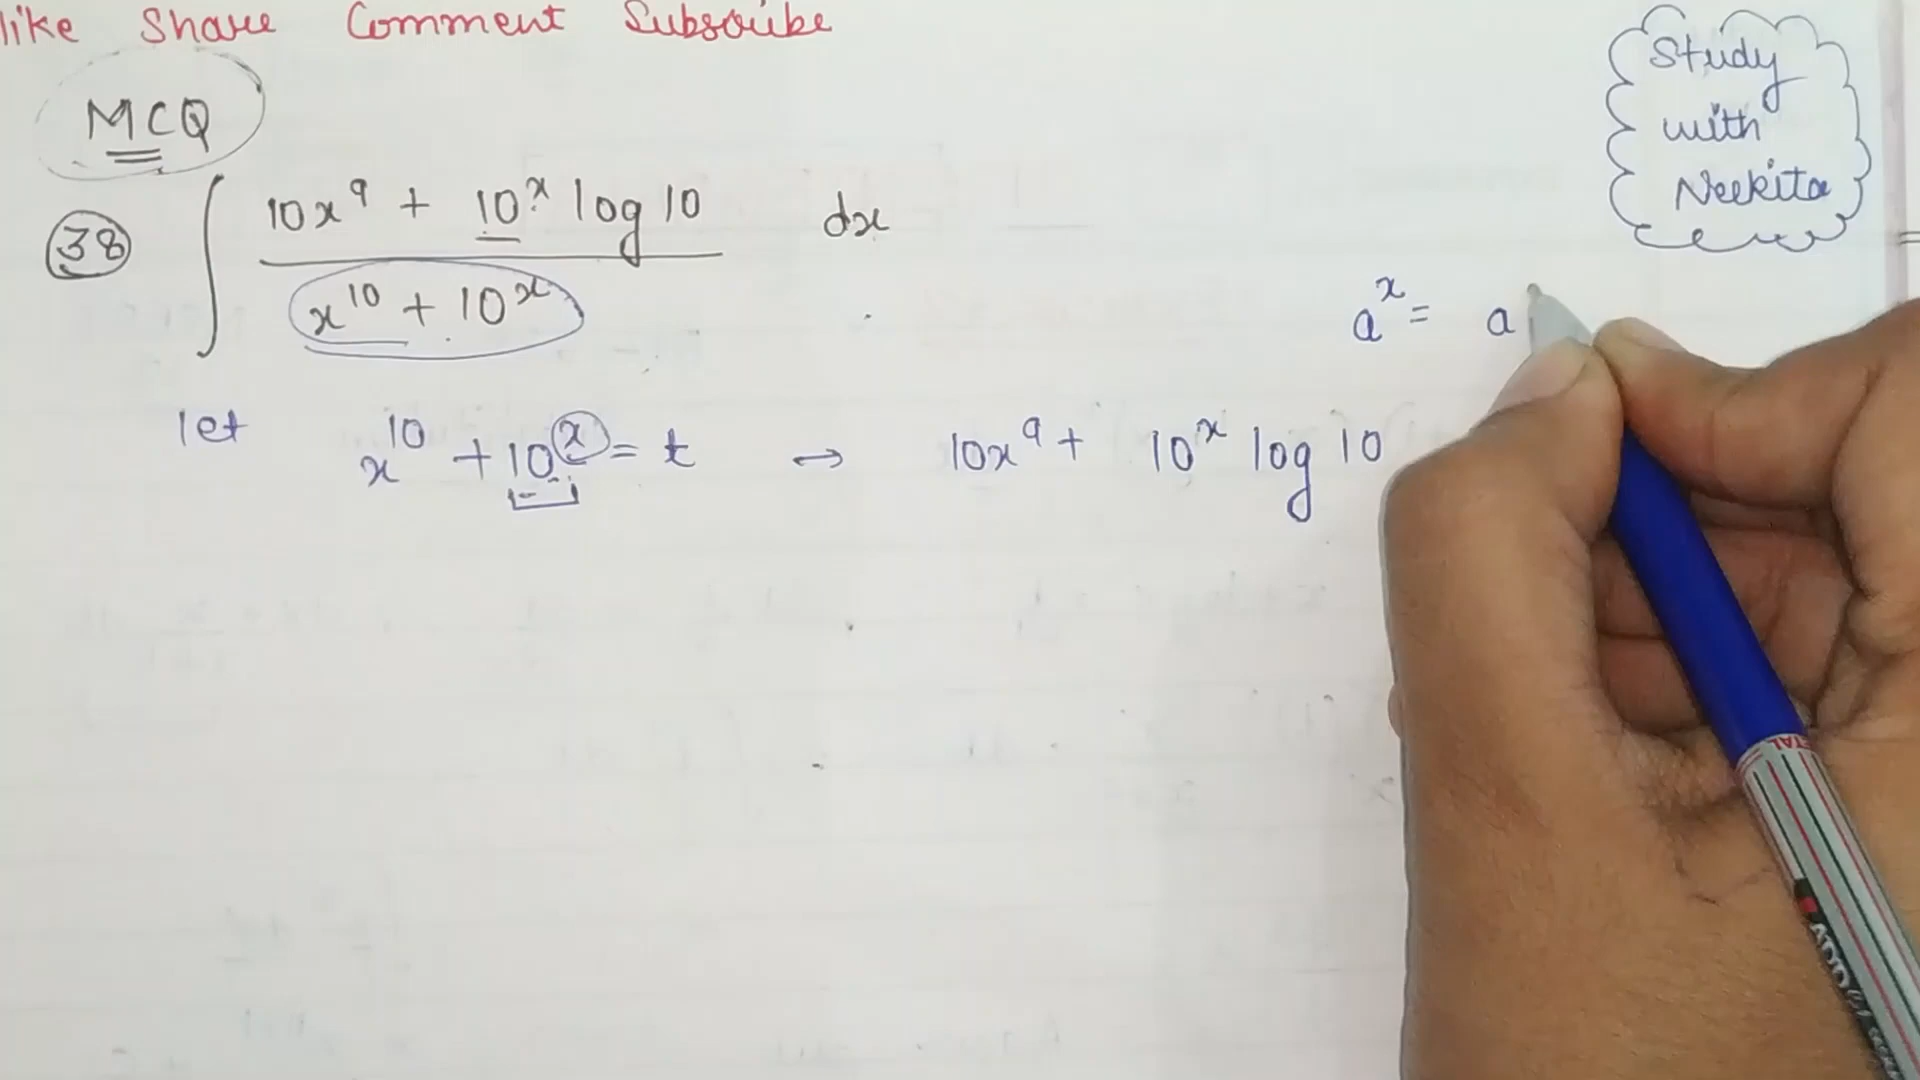 like Share Comment Subscribe
Study
with
Neekita
MCQ
38 ∫ 10x⁹ + 10ˣ log 10 dx
x¹⁰ + 10ˣ
aˣ = a
let x¹⁰ + 10ˣ = t → 10x⁹ + 10ˣ log 10